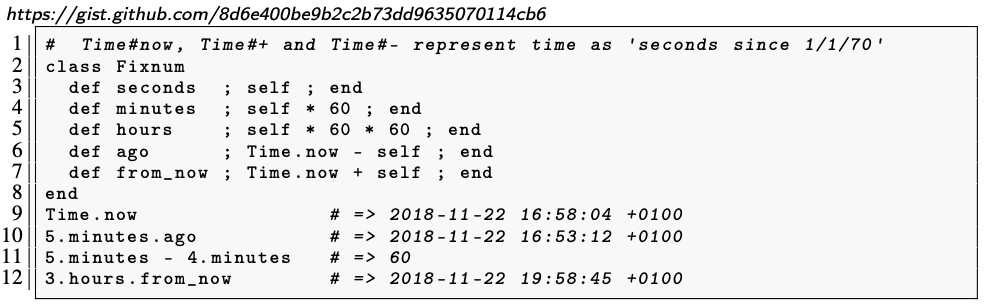 https://gist.github.com/8d6e400be9b2c2b73dd9635070114cb6
1 # Time#now, Time#+ and Time#- represent time as 'seconds since 1/1/70'
2 class Fixnum
3   def seconds  ; self ; end
4   def minutes  ; self * 60 ; end
5   def hours    ; self * 60 * 60 ; end
6   def ago      ; Time.now - self ; end
7   def from_now ; Time.now + self ; end
8 end
9 Time.now                # => 2018-11-22 16:58:04 +0100
10 5.minutes.ago           # => 2018-11-22 16:53:12 +0100
11 5.minutes - 4.minutes   # => 60
12 3.hours.from_now        # => 2018-11-22 19:58:45 +0100